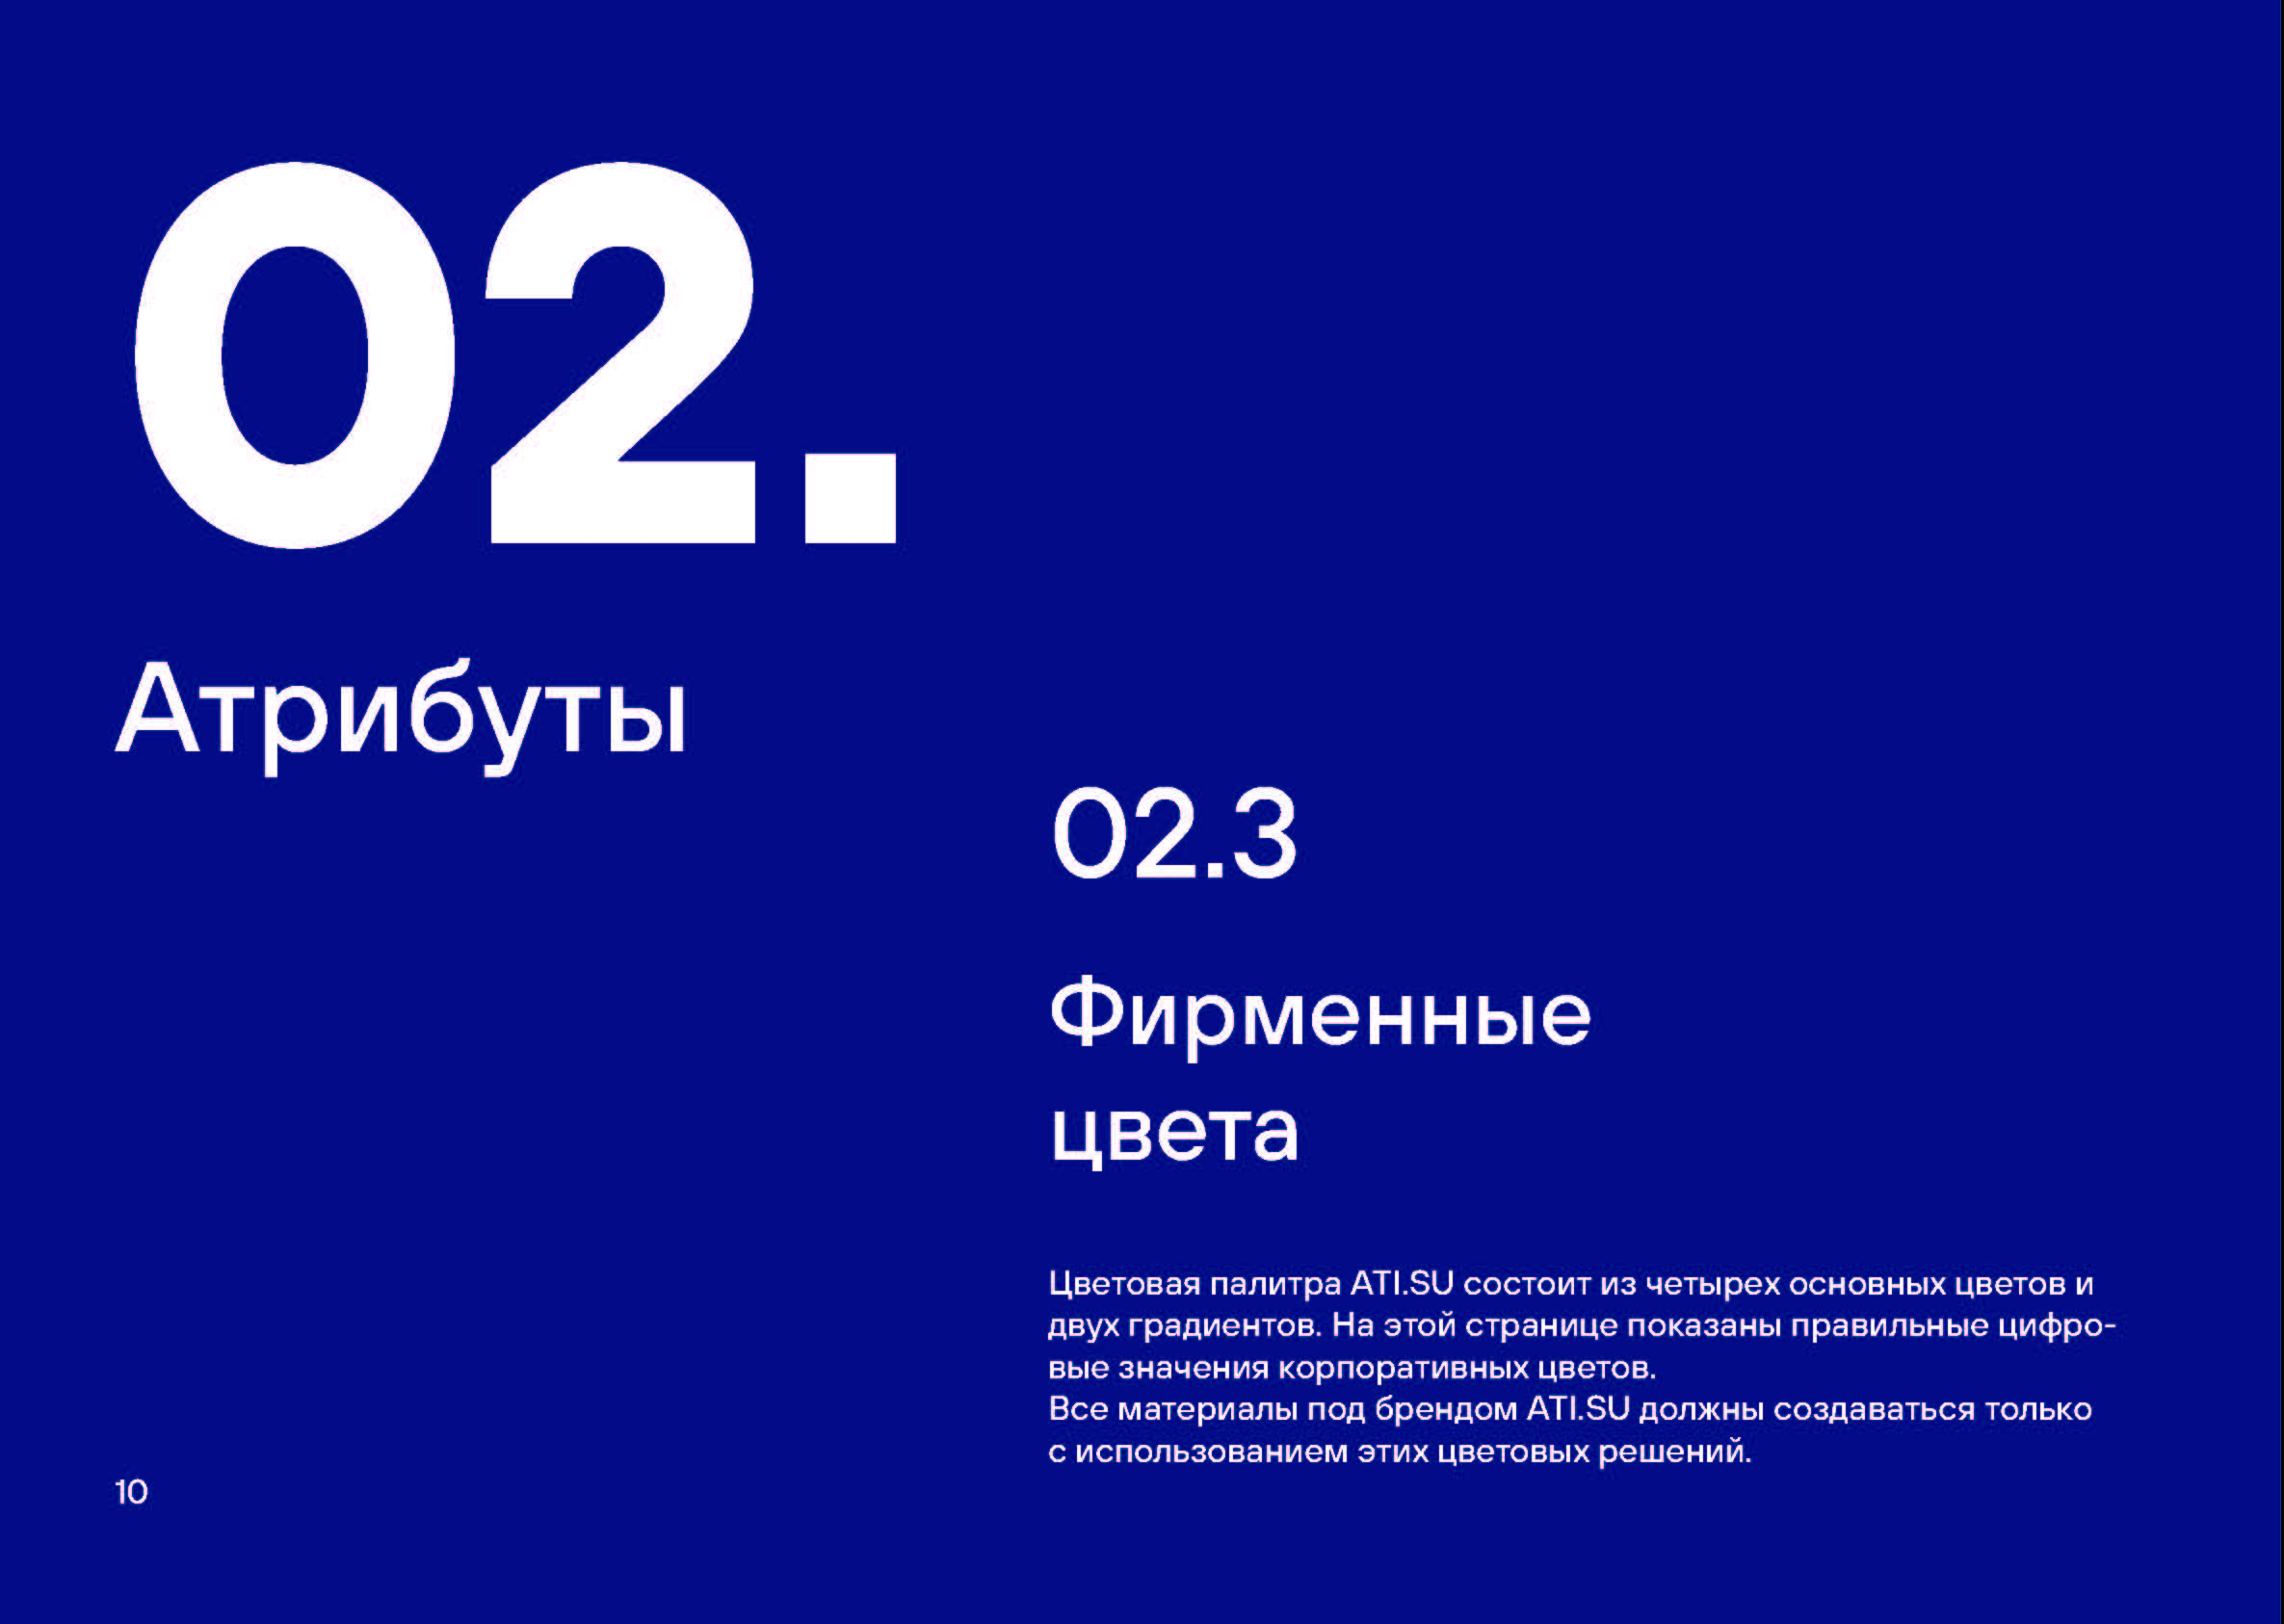 02.
Атрибуты
02.3
Фирменные
цвета
Цветовая палитра ATI.SU состоит из четырех основных цветов и
двух градиентов. На этой странице показаны правильные цифро-
вые значения корпоративных цветов.
Все материалы под брендом ATI.SU должны создаваться только
с использованием этих цветовых решений.
10